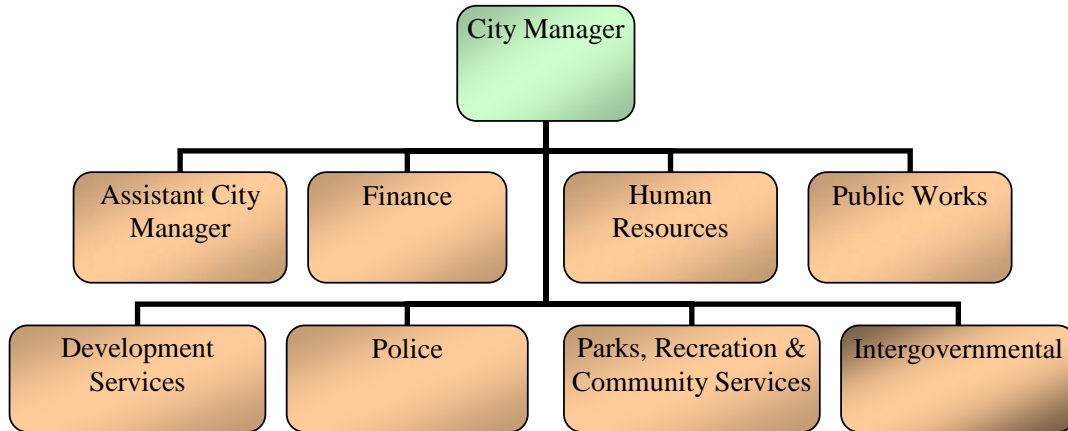 City Manager
Assistant City
Manager
Finance
Human
Resources
Public Works
Development
Services
Police
Parks, Recreation &
Community Services
Intergovernmental